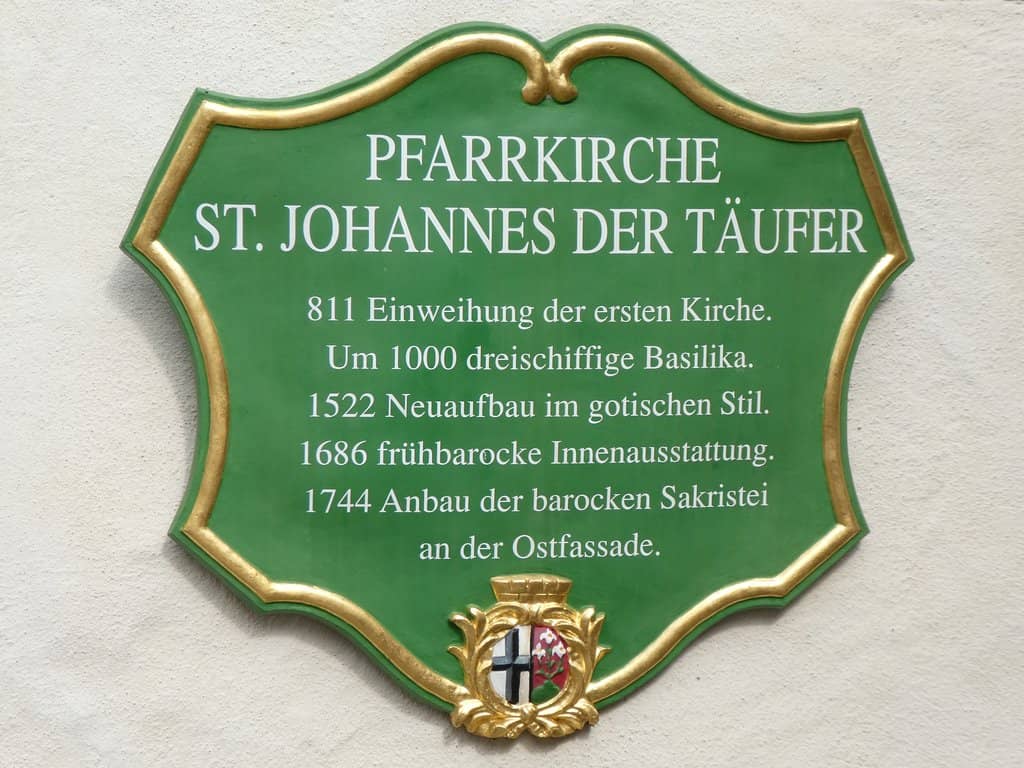 PFARRKIRCHE
ST. JOHANNES DER TÄUFER
811 Einweihung der ersten Kirche.
Um 1000 dreischiffige Basilika.
1522 Neuaufbau im gotischen Stil.
1686 frühbarocke Innenausstattung.
1744 Anbau der barocken Sakristei
an der Ostfassade.